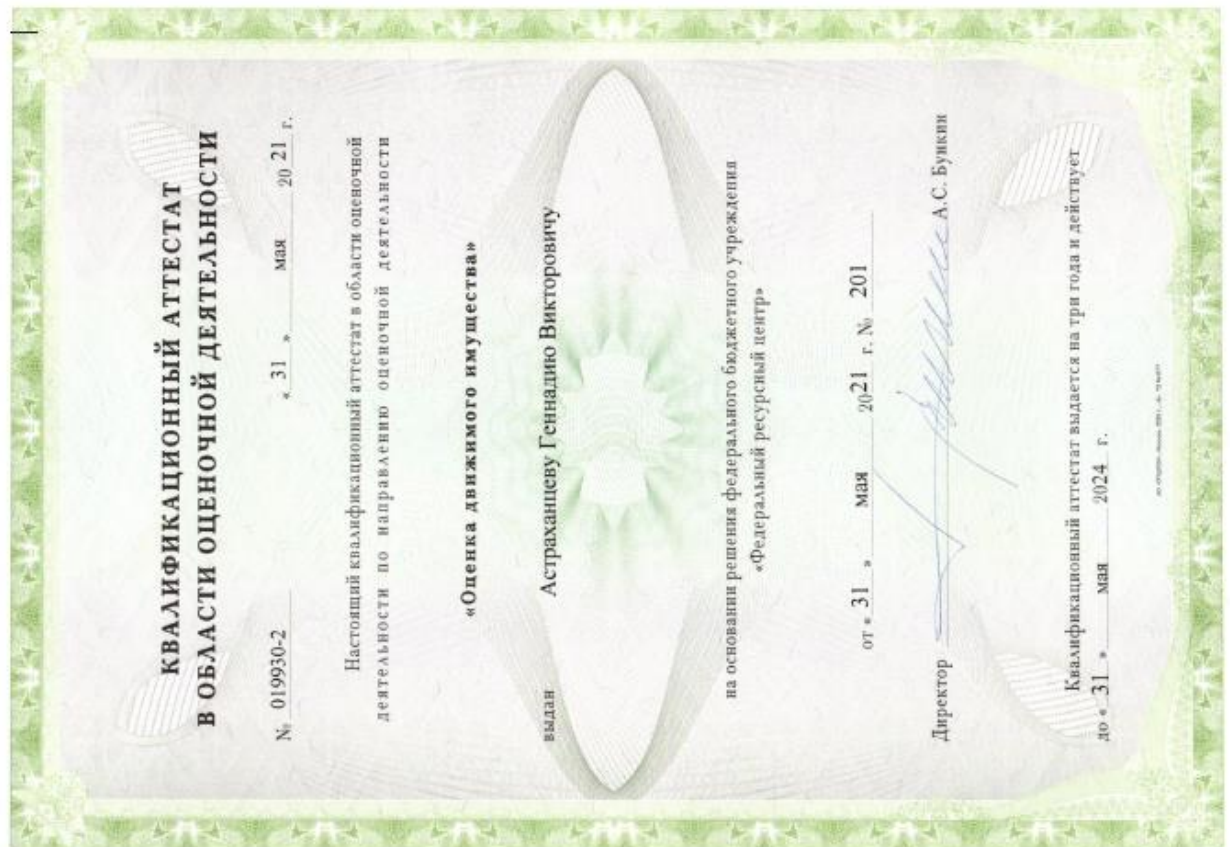 КВАЛИФИКАЦИОННЫЙ АТТЕСТАТ
В ОБЛАСТИ ОЦЕНОЧНОЙ ДЕЯТЕЛЬНОСТИ
№ 019930-2 « 31 » мая 20 21 г.
Настоящий квалификационный аттестат в области оценочной
деятельности по направлению оценочной деятельности
«Оценка движимого имущества»
выдан Астраханцеву Геннадию Викторовичу
на основании решения федерального бюджетного учреждения
«Федеральный ресурсный центр»
от « 31 » мая 2021 г. № 201
Директор А.С. Бункин
Квалификационный аттестат выдается на три года и действует
до « 31 » мая 2024 г.